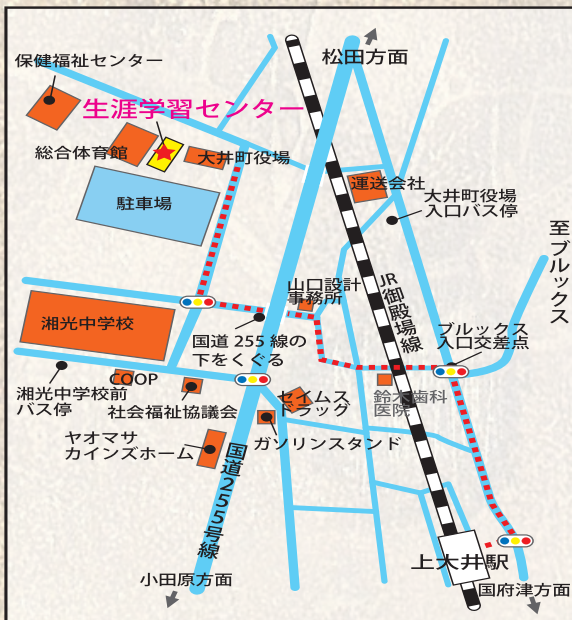 保健福祉センター
松田方面
生涯学習センター
総合体育館
大井町役場
運送会社
大井町役場
入口バス停
駐車場
至ブルックス
山口設計
事務所
JR御殿場線
湘光中学校
国道255線の
下をくぐる
ブルックス
入口交差点
湘光中学校前
バス停
COOP
社会福祉協議会
セイムス
ドラッグ
鈴木歯科
医院
ヤオマサ
カインズホーム
ガソリンスタンド
国道255号線
上大井駅
小田原方面
国府津方面